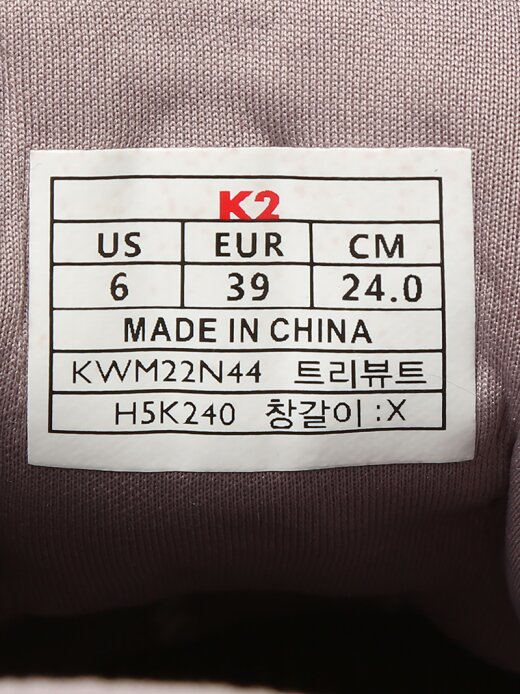 K2
US EUR CM
6 39 24.0
MADE IN CHINA
KWM22N44 트리뷰트
H5K240 창갈이 :X